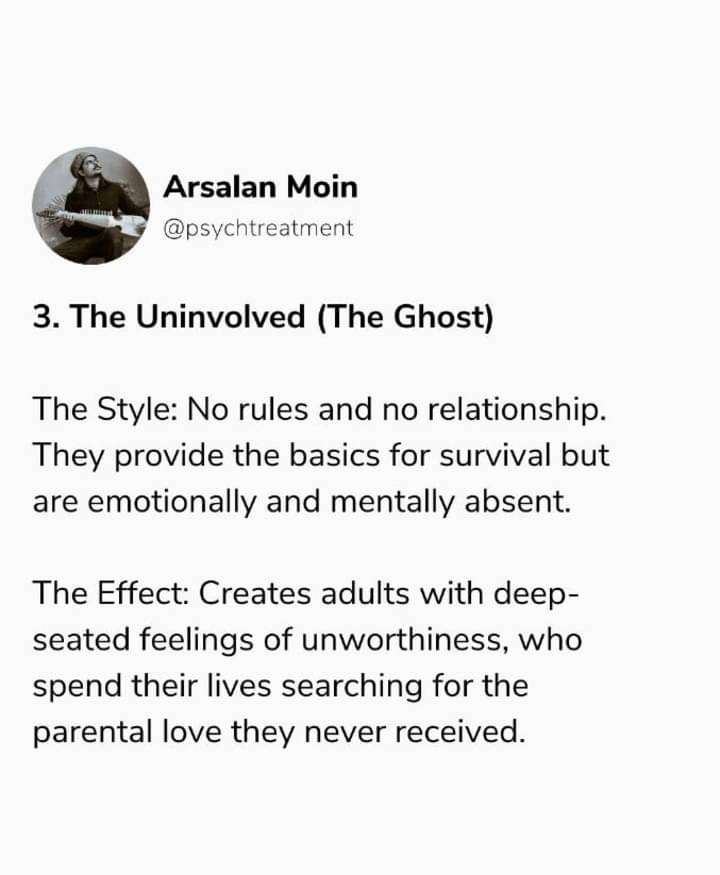 Arsalan Moin
@psychtreatment
3. The Uninvolved (The Ghost)
The Style: No rules and no relationship.
They provide the basics for survival but
are emotionally and mentally absent.
The Effect: Creates adults with deep-
seated feelings of unworthiness, who
spend their lives searching for the
parental love they never received.